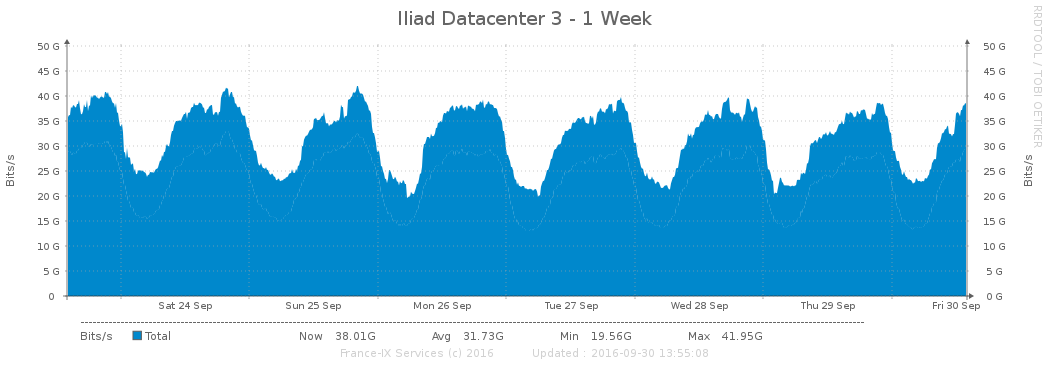 Iliad Datacenter 3 - 1 Week
RRDTOOL / TOBI OETIKER
50 G 50 G
45 G 45 G
40 G 40 G
35 G 35 G
30 G 30 G
25 G 25 G
20 G 20 G
15 G 15 G
10 G 10 G
5 G 5 G
0 0 G
Bits/s
Bits/s
Sat 24 Sep Sun 25 Sep Mon 26 Sep Tue 27 Sep Wed 28 Sep Thu 29 Sep Fri 30 Sep
Bits/s Total Now 38.01G Avg 31.73G Min 19.56G Max 41.95G
France-IX Services (c) 2016 Updated : 2016-09-30 13:55:08